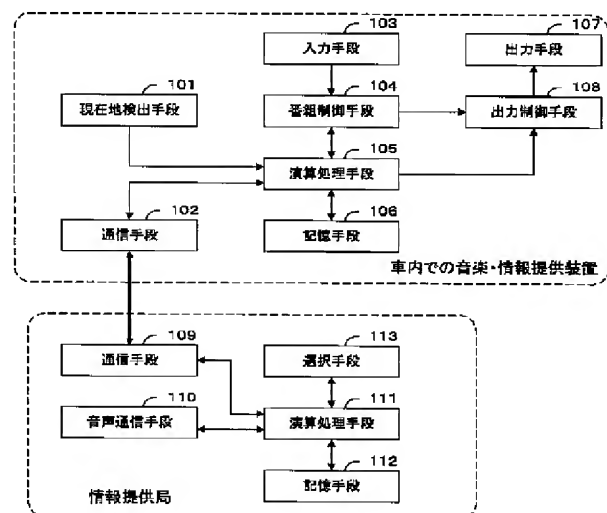 103
入力手段
107
出力手段
101
現在地検出手段
104
番組制御手段
108
出力制御手段
105
演算処理手段
102
通信手段
106
記憶手段
車内での音楽・情報提供装置
109
通信手段
113
選択手段
110
音声通信手段
111
演算処理手段
112
記憶手段
情報提供局